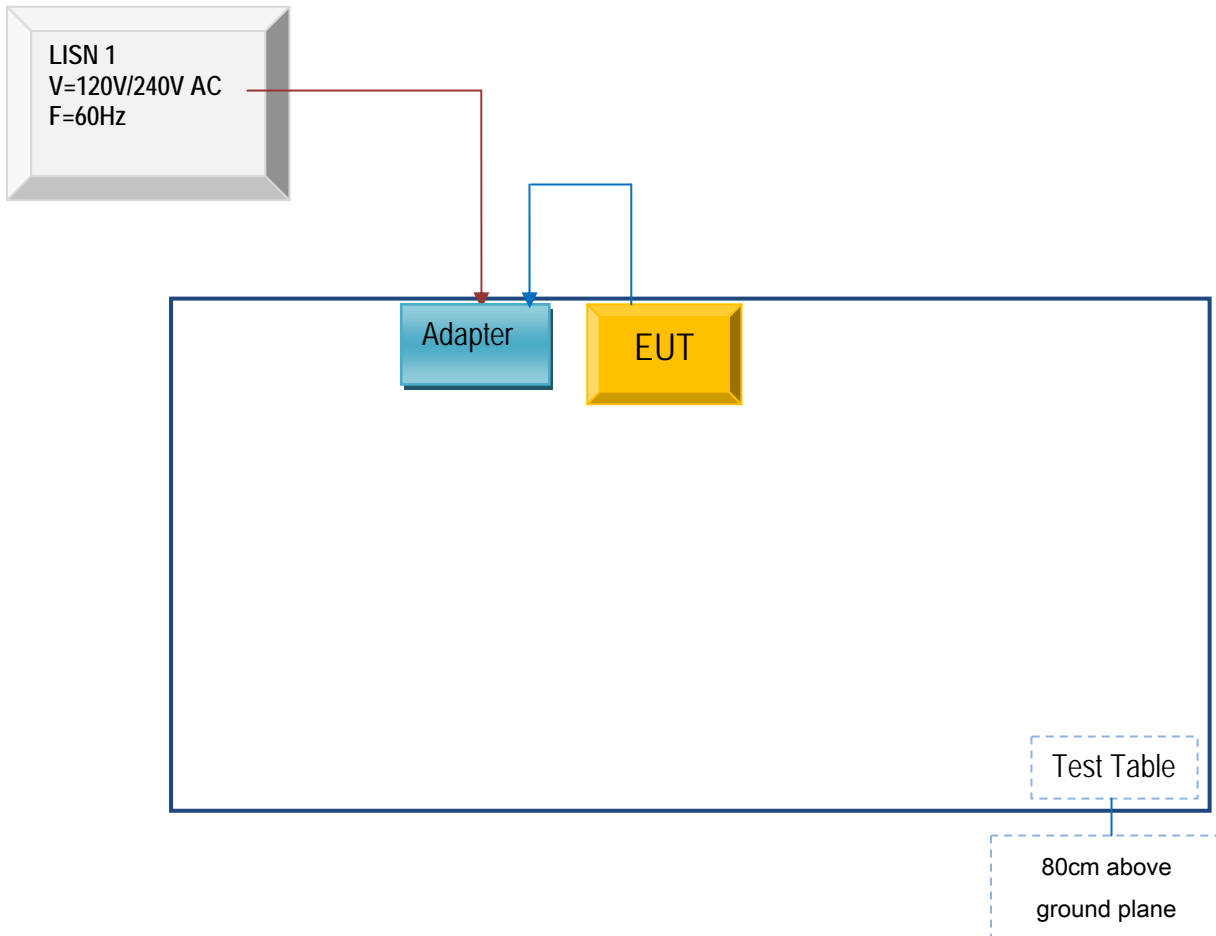 LISN 1
V=120V/240V AC
F=60Hz
Adapter
EUT
Test Table
80cm above
ground plane